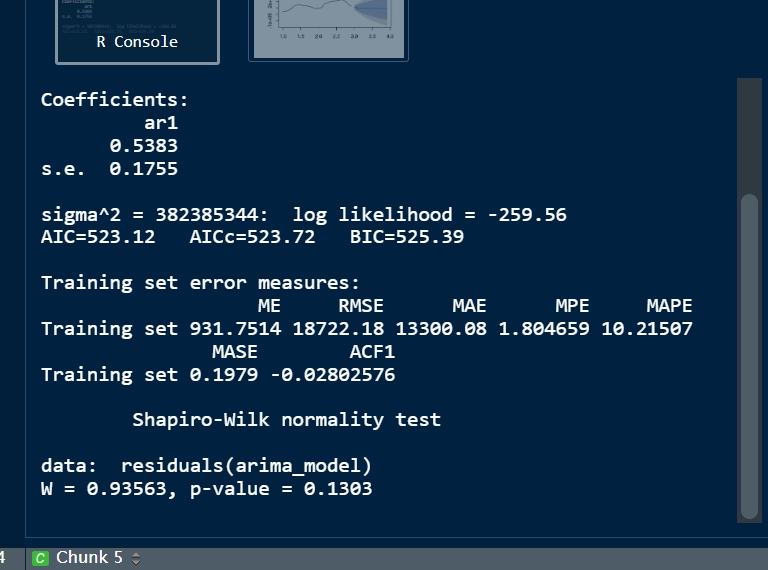 R Console
Coefficients:
ar1
0.5383
s.e. 0.1755
sigma^2 = 382385344: log likelihood = -259.56
AIC=523.12 AICc=523.72 BIC=525.39
Training set error measures:
ME RMSE MAE MPE MAPE
Training set 931.7514 18722.18 13300.08 1.804659 10.21507
MASE ACF1
Training set 0.1979 -0.02802576
Shapiro-Wilk normality test
data: residuals(arima_model)
W = 0.93563, p-value = 0.1303
4 C Chunk 5